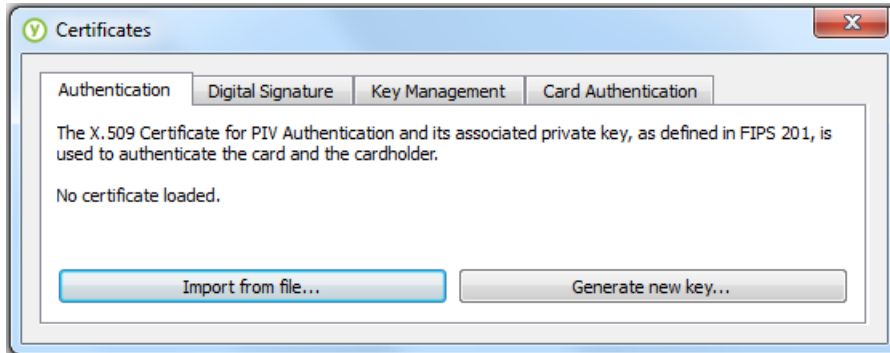 Certificates
Authentication
Digital Signature
Key Management
Card Authentication
The X.509 Certificate for PIV Authentication and its associated private key, as defined in FIPS 201, is
used to authenticate the card and the cardholder.
No certificate loaded.
Import from file...
Generate new key...